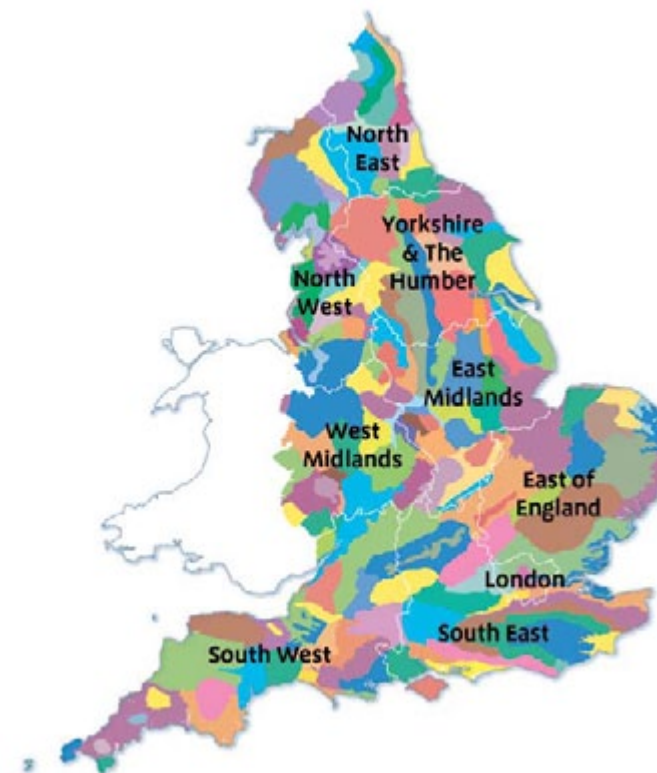 North
East
Yorkshire
& The
Humber
North
West
East
Midlands
West
Midlands
East of
England
London
South East
South West